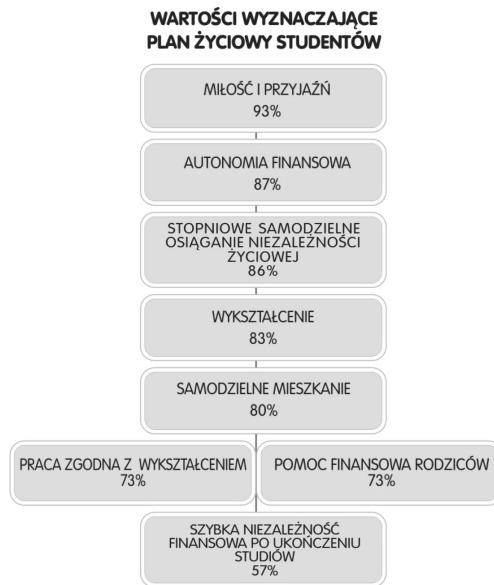 WARTOŚCI WYZNACZAJĄCE
PLAN ŻYCIOWY STUDENTÓW
MIŁOŚĆ I PRZYJAŹŃ
93%
AUTONOMIA FINANSOWA
87%
STOPNIOWE SAMODZIELNE
OSIĄGANIE NIEZALEŻNOŚCI
ŻYCIOWEJ
86%
WYKSZTAŁCENIE
83%
SAMODZIELNE MIESZKANIE
80%
PRACA ZGODNA Z WYKSZTAŁCENIEM
73%
POMOC FINANSOWA RODZICÓW
73%
SZYBKA NIEZALEŻNOŚĆ
FINANSOWA PO UKOŃCZENIU
STUDIÓW
57%